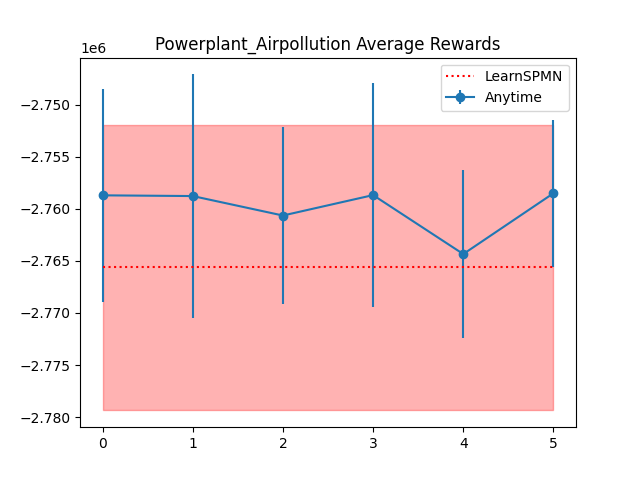 Powerplant_Airpollution Average Rewards
1e6
LearnSPMN
Anytime
−2.750
−2.755
−2.760
−2.765
−2.770
−2.775
−2.780
0 1 2 3 4 5